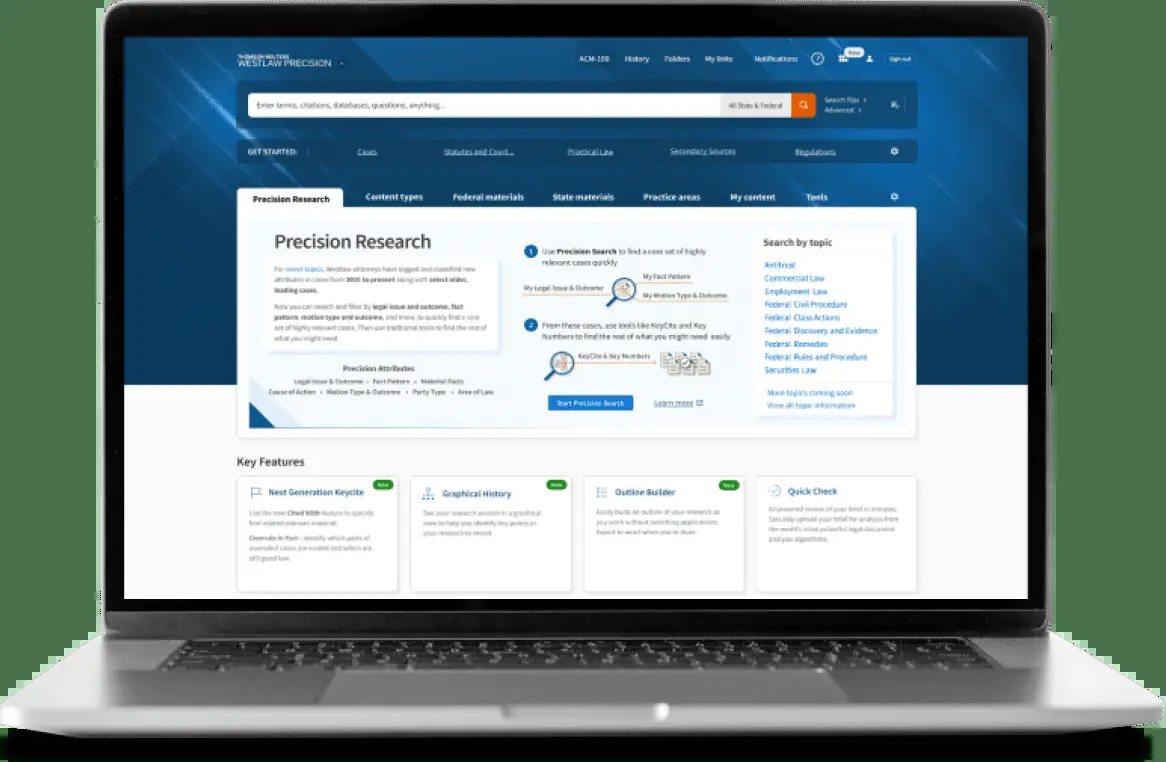 THOMSON REUTERS
WESTLAW PRECISION
ACM-100 History Folders My links Notifications ? New Sign out
Enter terms, citations, databases, questions, anything... All State & Federal
Search Tips
Advanced
GET STARTED: Cases Statutes and Court... Practical Law Secondary Sources Regulations
Precision Research Content types Federal materials State materials Practice areas My content Tools
Precision Research
For select topics, Westlaw attorneys have tagged and classified new
attributes in cases from 2010 to present along with select older,
leading cases.
Now you can search and filter by legal issue and outcome, fact
pattern, motion type and outcome, and more, to quickly find a core
set of highly relevant cases. Then use traditional tools to find the rest of
what you might need.
Precision Attributes
Legal Issue & Outcome • Fact Pattern • Material Facts
Cause of Action • Motion Type & Outcome • Party Type • Area of Law
1 Use Precision Search to find a core set of highly
relevant cases quickly
My Fact Pattern
My Legal Issue & Outcome
My Motion Type & Outcome
2 From these cases, use tools like KeyCite and Key
Numbers to find the rest of what you might need easily
KeyCite & Key Numbers
Start Precision Search Learn more
Search by topic
Antitrust
Commercial Law
Employment Law
Federal Civil Procedure
Federal Class Actions
Federal Discovery and Evidence
Federal Remedies
Federal Rules and Procedure
Securities Law
More topics coming soon
View all topic information
Key Features
New
Next Generation Keycite
Use the new Cited With feature to quickly
find related relevant material.
Overrule in Part - Identify which parts of
overruled cases are
still good law.
New
Graphical History
See your research session in a graphical
view to help you identify key points in
your research to revisit.
New
Outline Builder
Easily build an outline of your research as
you work without switching applications.
Export to word when you're done.
Quick Check
AI-powered review of your brief in minutes.
Securely upload your brief for analysis from
the world's most powerful legal document
analysis algorithms.